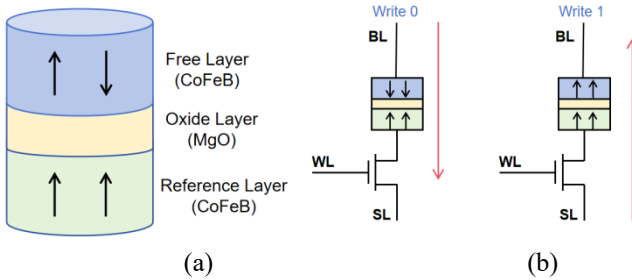 Free Layer
(CoFeB)
Oxide Layer
(MgO)
Reference Layer
(CoFeB)
(a)
Write 0
BL
WL
SL
Write 1
BL
WL
SL
(b)